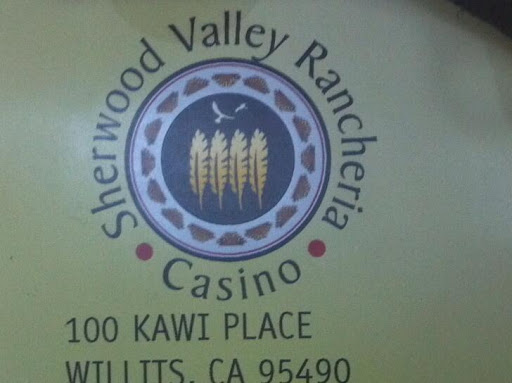 Sherwood Valley Rancheria
Casino
100 KAWI PLACE
WILLITS, CA 95490